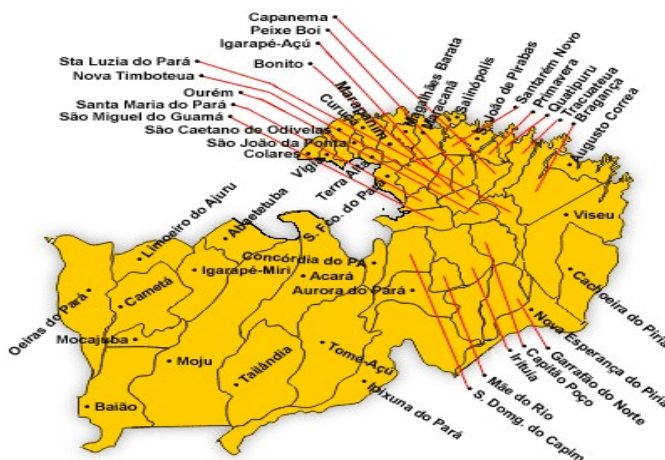 Capanema
Peixe Boi
Igarapé-Açú
Sta Luzia do Pará
Bonito
Nova Timboteua
Ourém
Santa Maria do Pará
São Miguel do Guamá
São Caetano de Odivelas
São João da Ponta
Colares
Vigia
Terra Alta
Curuçá
Marapanim
Magalhães Barata
Maracanã
Salinópolis
S. João de Pirabas
Santarém Novo
Primavera
Quatipuru
Tracuateua
Bragança
Augusto Correa
Viseu
Cachoeira do Piriá
Limoeiro do Ajuru
Abaetetuba
S. Fco. do Pará
Concórdia do PA
Igarapé-Miri
Acará
Aurora do Pará
Oeiras do Pará
Cametá
Mocajuba
Moju
Tailândia
Tomé-Açú
Baião
Ipixuna do Pará
Nova Esperança do Piriá
Garrafão do Norte
Capitão Poço
Irituia
Mãe do Rio
S. Domg. do Capim